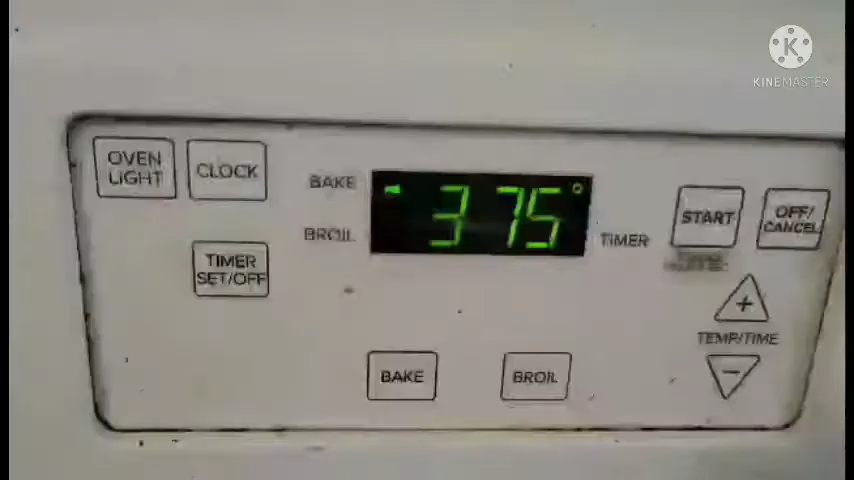 K
KINEMASTER
OVEN
LIGHT
CLOCK
BAKE
BROIL
375°
TIMER
START
OFF/
CANCEL
TIMER
SET/OFF
+
TEMP/TIME
−
BAKE
BROIL